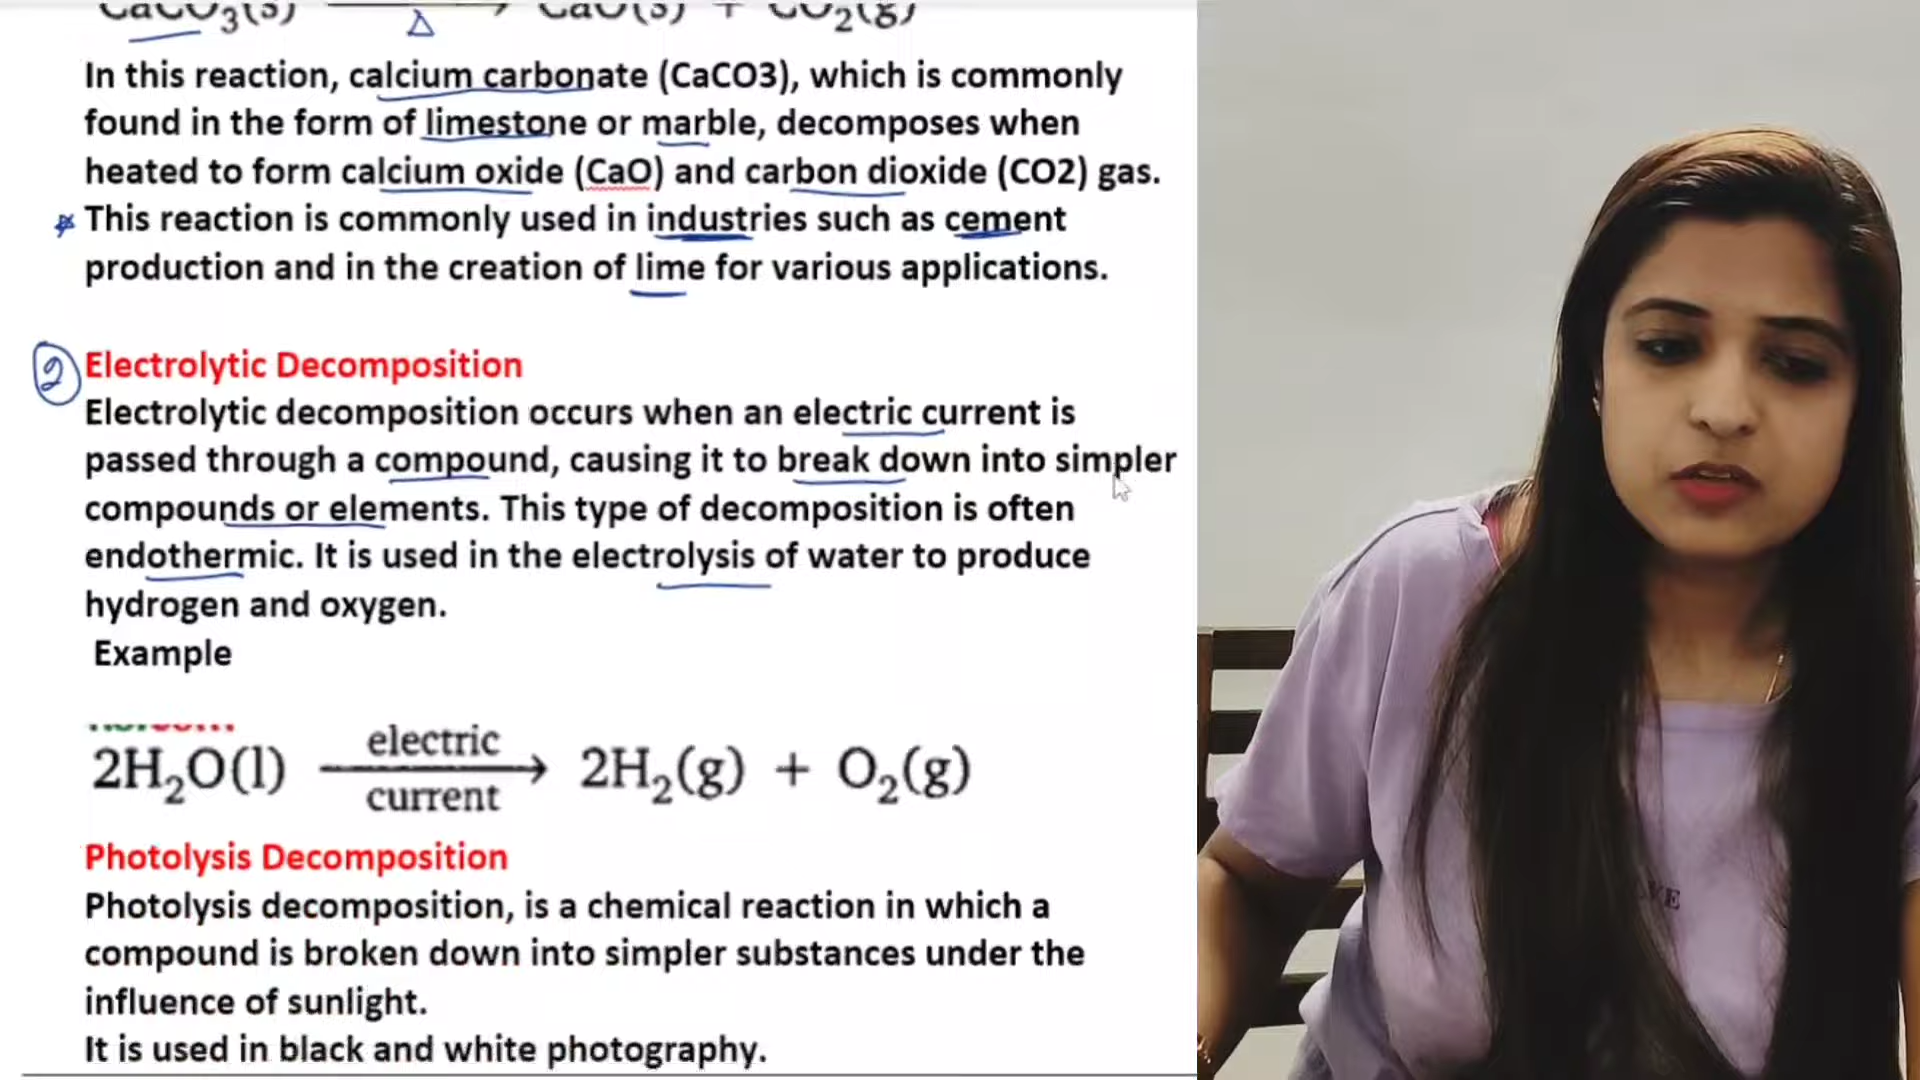 CaCO₃(s) → CaO(s) + CO₂(g)
Δ
In this reaction, calcium carbonate (CaCO3), which is commonly
found in the form of limestone or marble, decomposes when
heated to form calcium oxide (CaO) and carbon dioxide (CO2) gas.
* This reaction is commonly used in industries such as cement
production and in the creation of lime for various applications.
2 Electrolytic Decomposition
Electrolytic decomposition occurs when an electric current is
passed through a compound, causing it to break down into simpler
compounds or elements. This type of decomposition is often
endothermic. It is used in the electrolysis of water to produce
hydrogen and oxygen.
Example
electric
2H₂O(l) → 2H₂(g) + O₂(g)
current
Photolysis Decomposition
Photolysis decomposition, is a chemical reaction in which a
compound is broken down into simpler substances under the
influence of sunlight.
It is used in black and white photography.